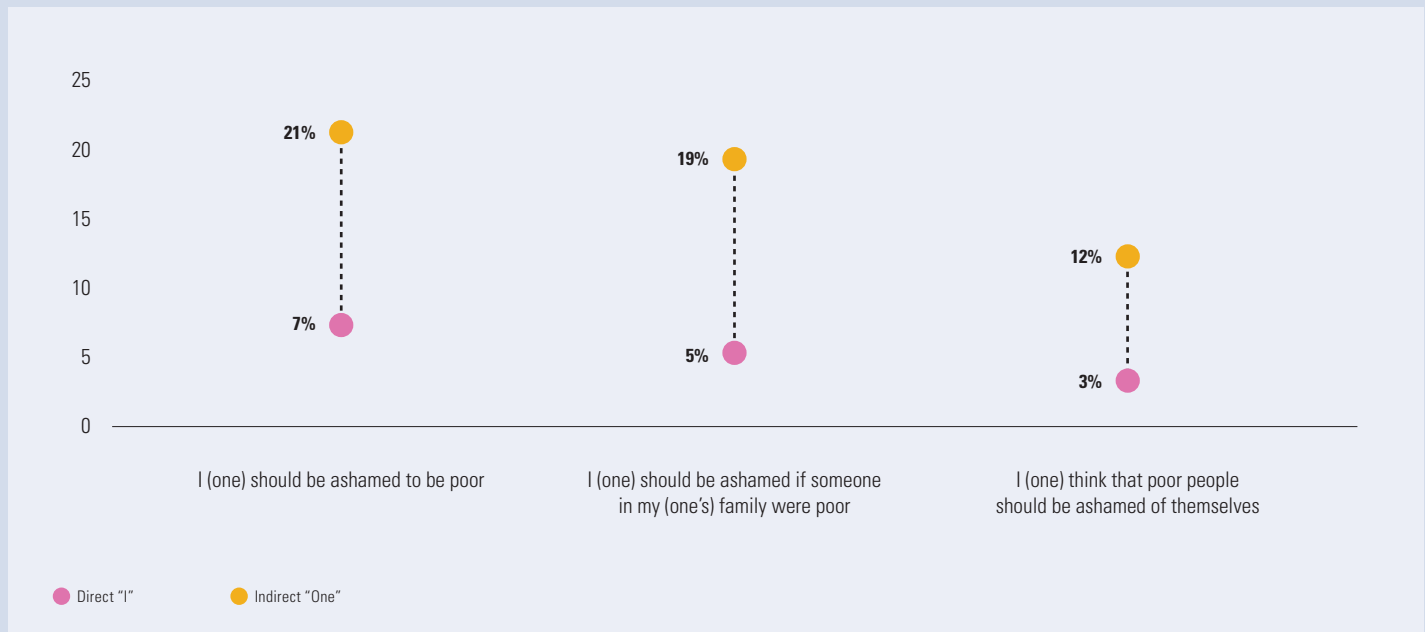 25
20
15
10
5
0
21%
7%
19%
5%
12%
3%
I (one) should be ashamed to be poor
I (one) should be ashamed if someone
in my (one’s) family were poor
I (one) think that poor people
should be ashamed of themselves
Direct “I”
Indirect “One”